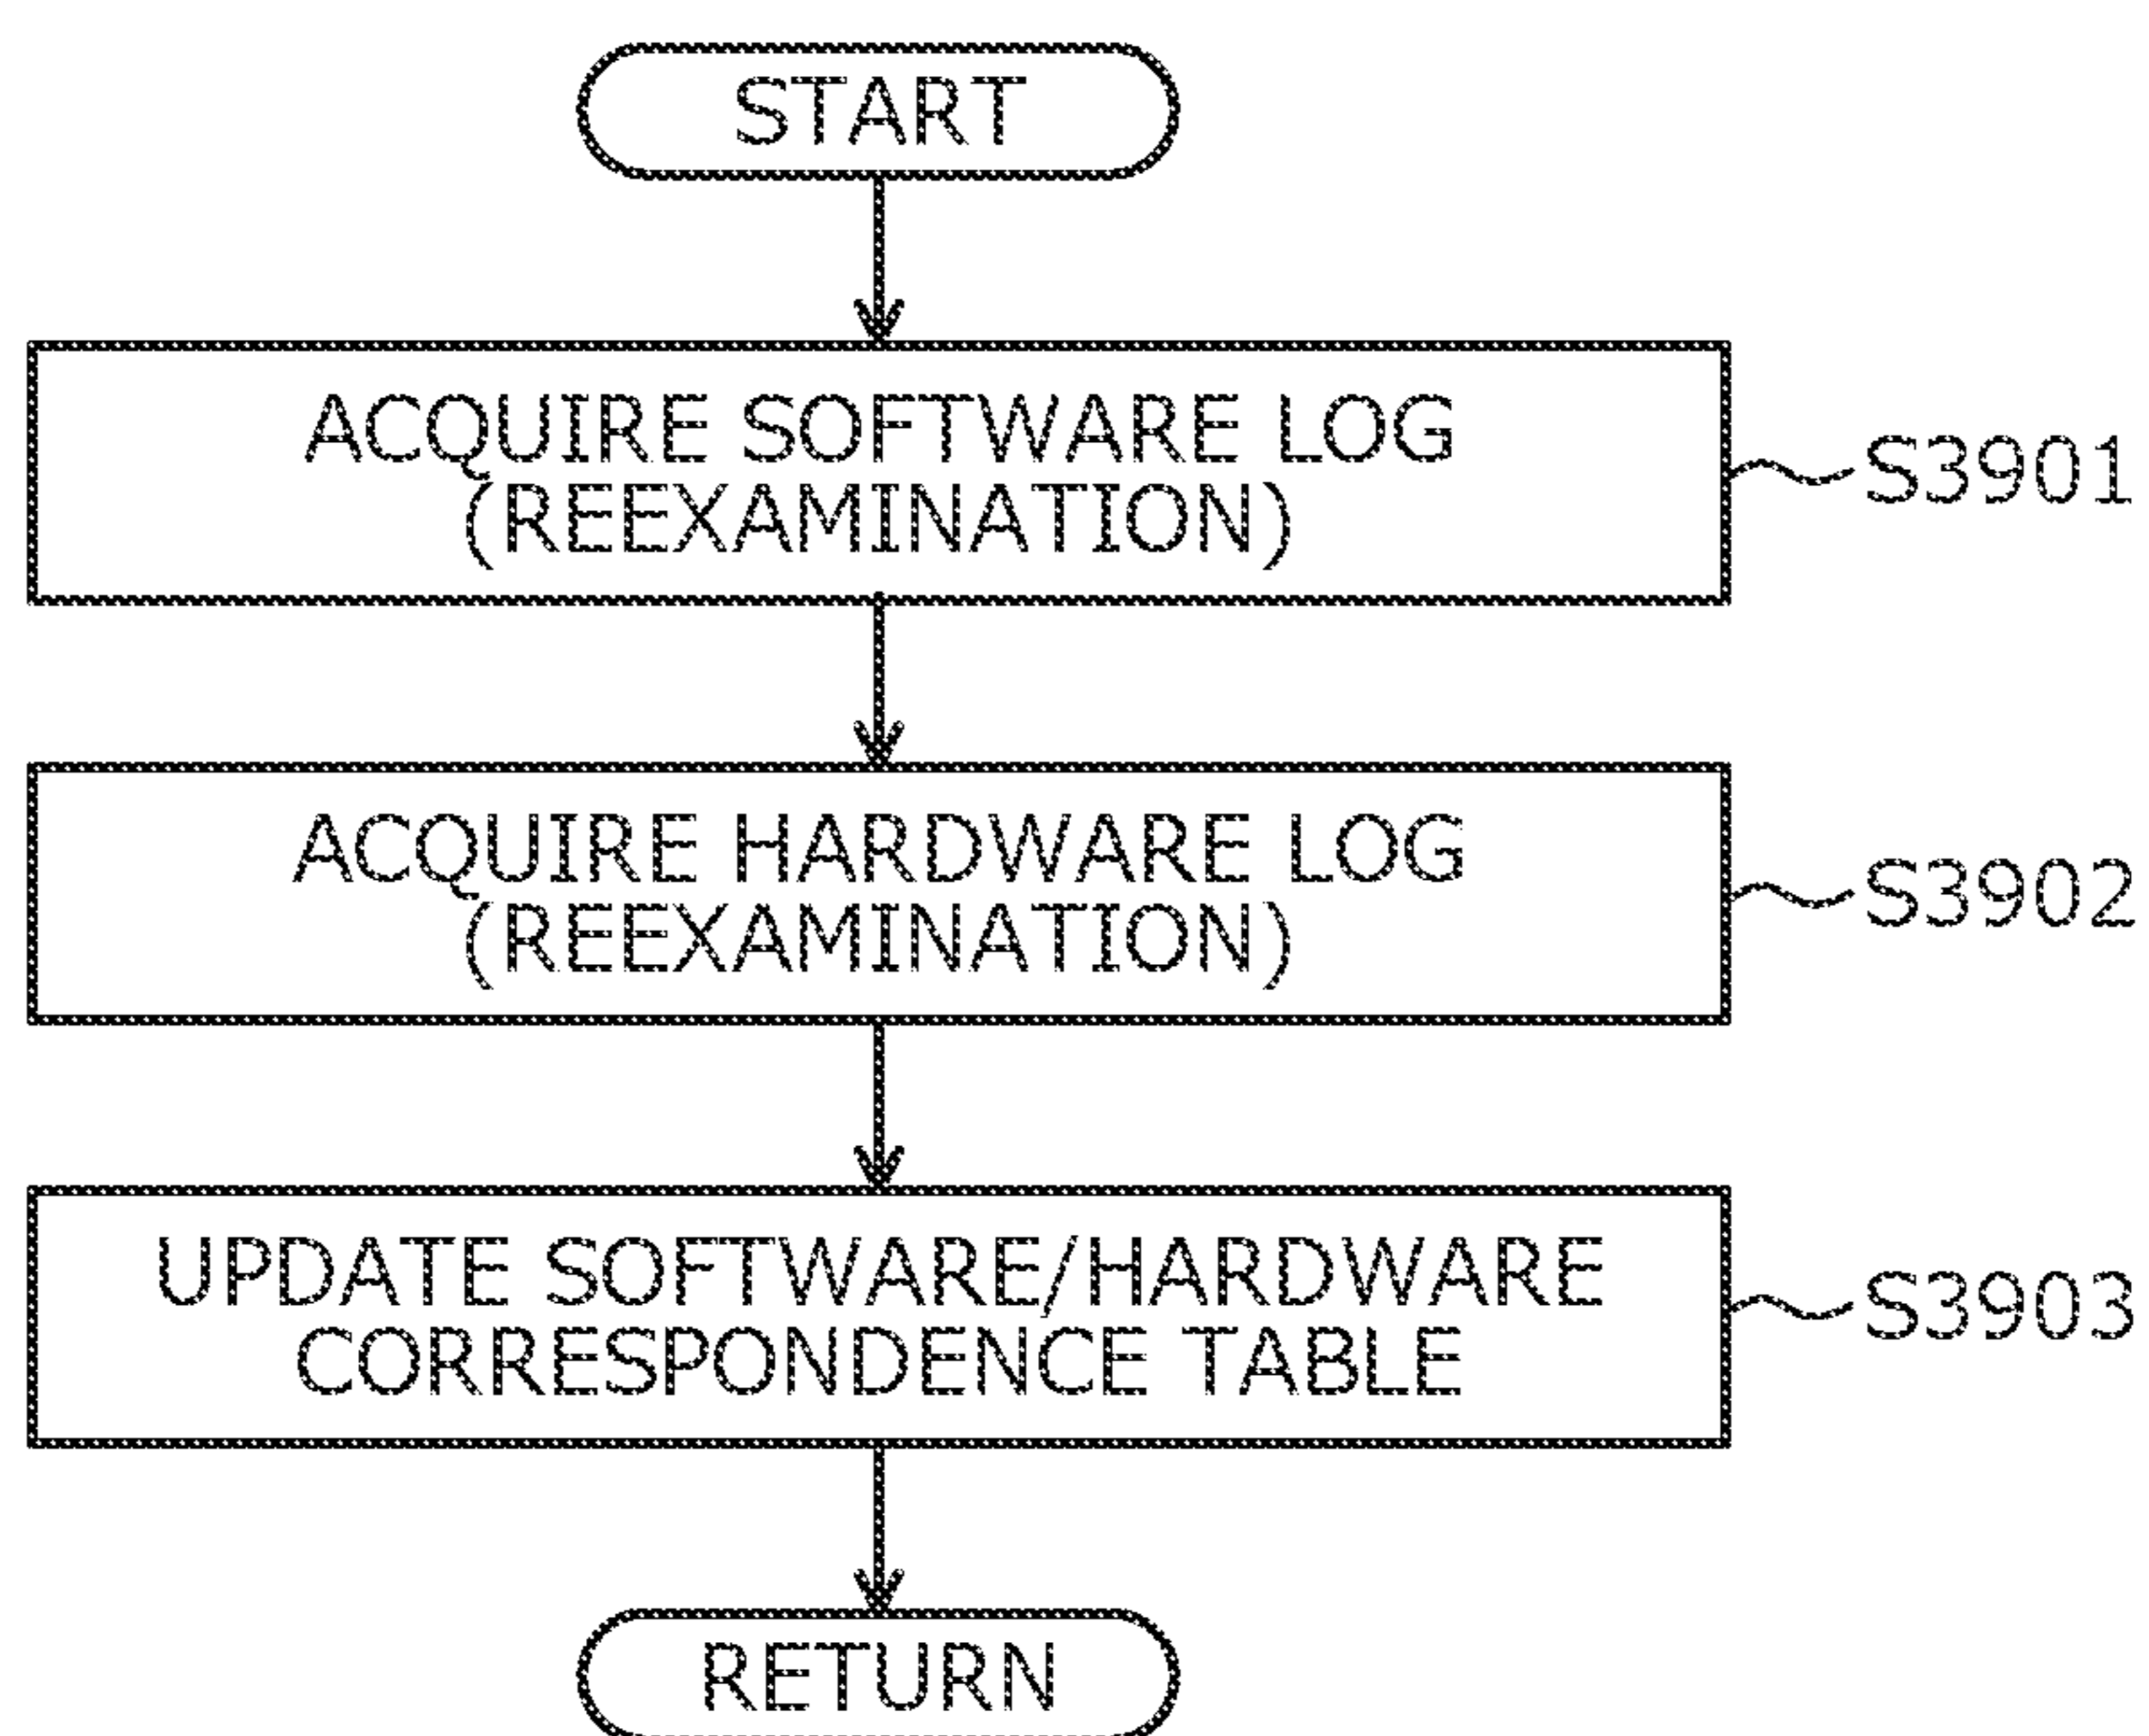 START
ACQUIRE SOFTWARE LOG
(REEXAMINATION)
S3901
ACQUIRE HARDWARE LOG
(REEXAMINATION)
S3902
UPDATE SOFTWARE/HARDWARE
CORRESPONDENCE TABLE
S3903
RETURN